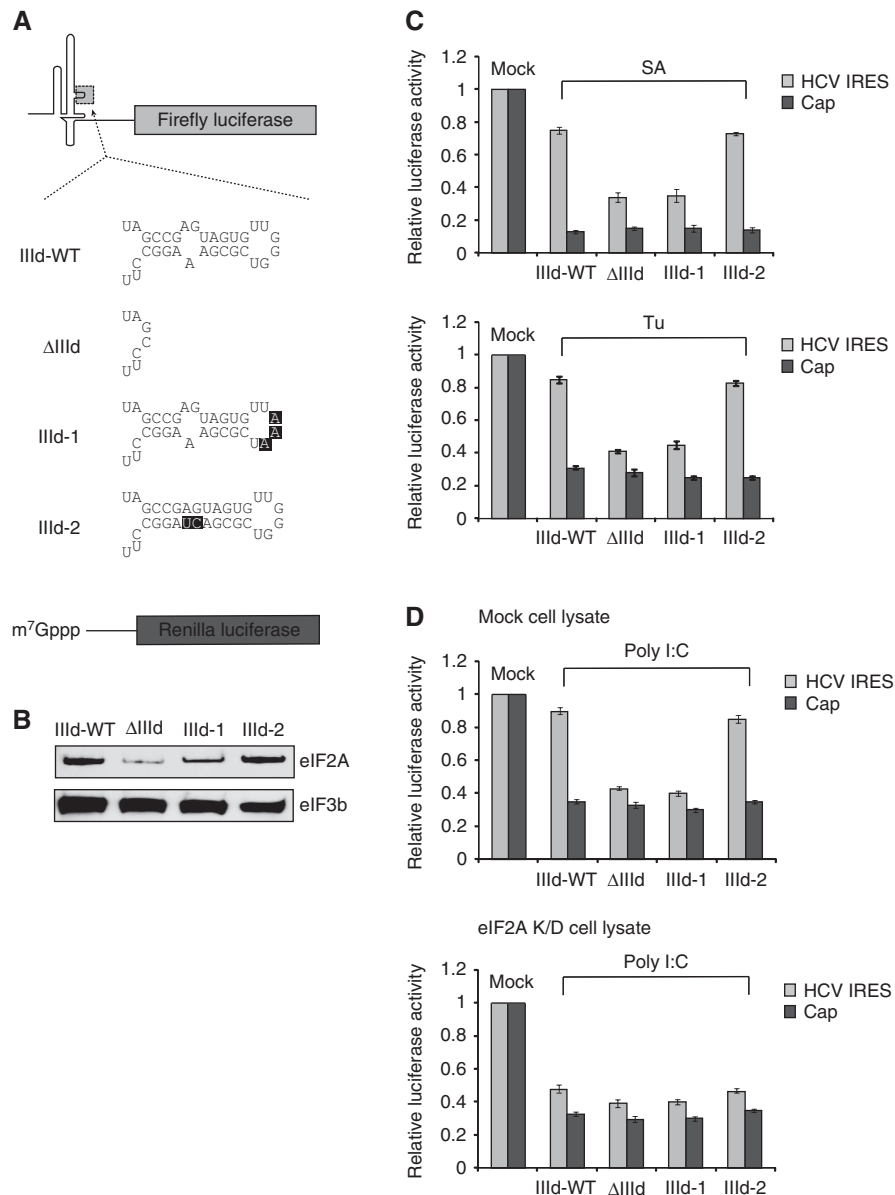 A
Firefly luciferase
IIId-WT
UA AG UUG
GCCG UAGUG G
CCGGA AGCGC UG
CUU A
ΔIIId
UA
G
C
C
UU
IIId-1
UA AG UU
GCCG UAGUG A
CCGGA AGCGC A
CUU A UA
IIId-2
UA UUG
GCCGAGUAGUG G
CCGGAUCAGCGC UG
CUU
m⁷Gppp
Renilla luciferase
B
IIId-WT ΔIIId IIId-1 IIId-2
eIF2A
eIF3b
C
Relative luciferase activity
1.2
1
0.8
0.6
0.4
0.2
0
Mock
SA
HCV IRES
Cap
IIId-WT ΔIIId IIId-1 IIId-2
Relative luciferase activity
1.2
1
0.8
0.6
0.4
0.2
0
Mock
Tu
HCV IRES
Cap
IIId-WT ΔIIId IIId-1 IIId-2
D
Mock cell lysate
Relative luciferase activity
1.2
1
0.8
0.6
0.4
0.2
0
Mock
Poly I:C
HCV IRES
Cap
IIId-WT ΔIIId IIId-1 IIId-2
eIF2A K/D cell lysate
Relative luciferase activity
1.2
1
0.8
0.6
0.4
0.2
0
Mock
Poly I:C
HCV IRES
Cap
IIId-WT ΔIIId IIId-1 IIId-2